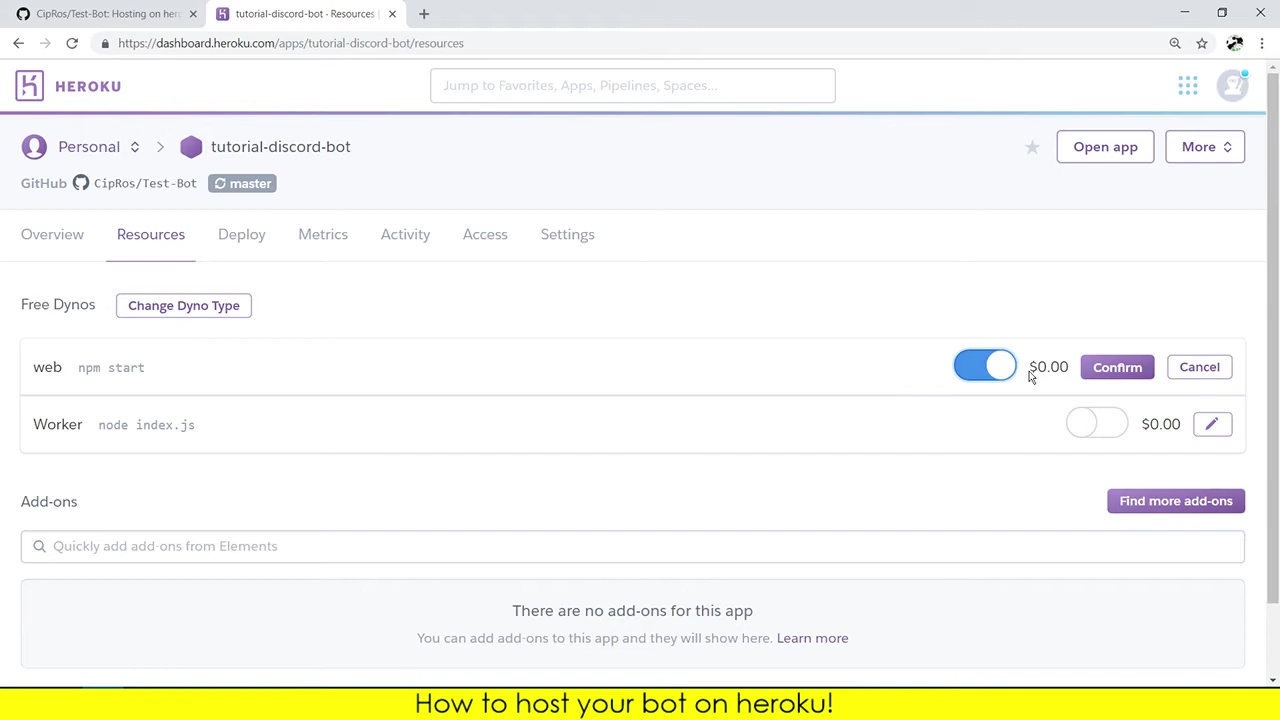 CipRos/Test-Bot: Hosting on hero
tutorial-discord-bot - Resources |
https://dashboard.heroku.com/apps/tutorial-discord-bot/resources
HEROKU
Jump to Favorites, Apps, Pipelines, Spaces...
Personal
tutorial-discord-bot
Open app
More
GitHub CipRos/Test-Bot master
Overview Resources Deploy Metrics Activity Access Settings
Free Dynos Change Dyno Type
web npm start $0.00 Confirm Cancel
Worker node index.js $0.00
Add-ons Find more add-ons
Quickly add add-ons from Elements
There are no add-ons for this app
You can add add-ons to this app and they will show here. Learn more
How to host your bot on heroku!